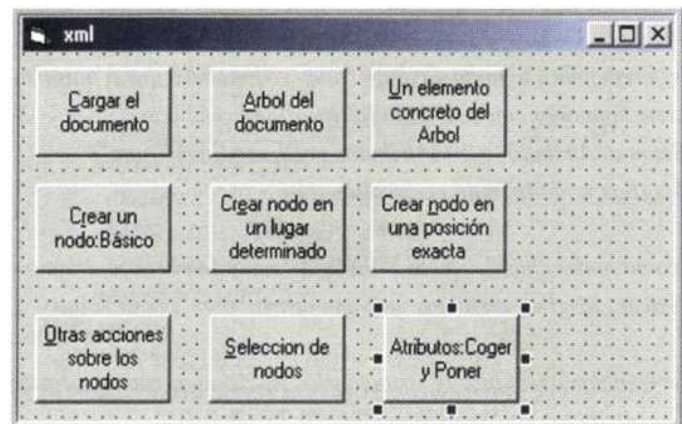 xml
Cargar el
documento
Arbol del
documento
Un elemento
concreto del
Arbol
Crear un
nodo:Básico
Crear nodo en
un lugar
determinado
Crear nodo en
una posición
exacta
Otras acciones
sobre los
nodos
Seleccion de
nodos
Atributos:Coger
y Poner